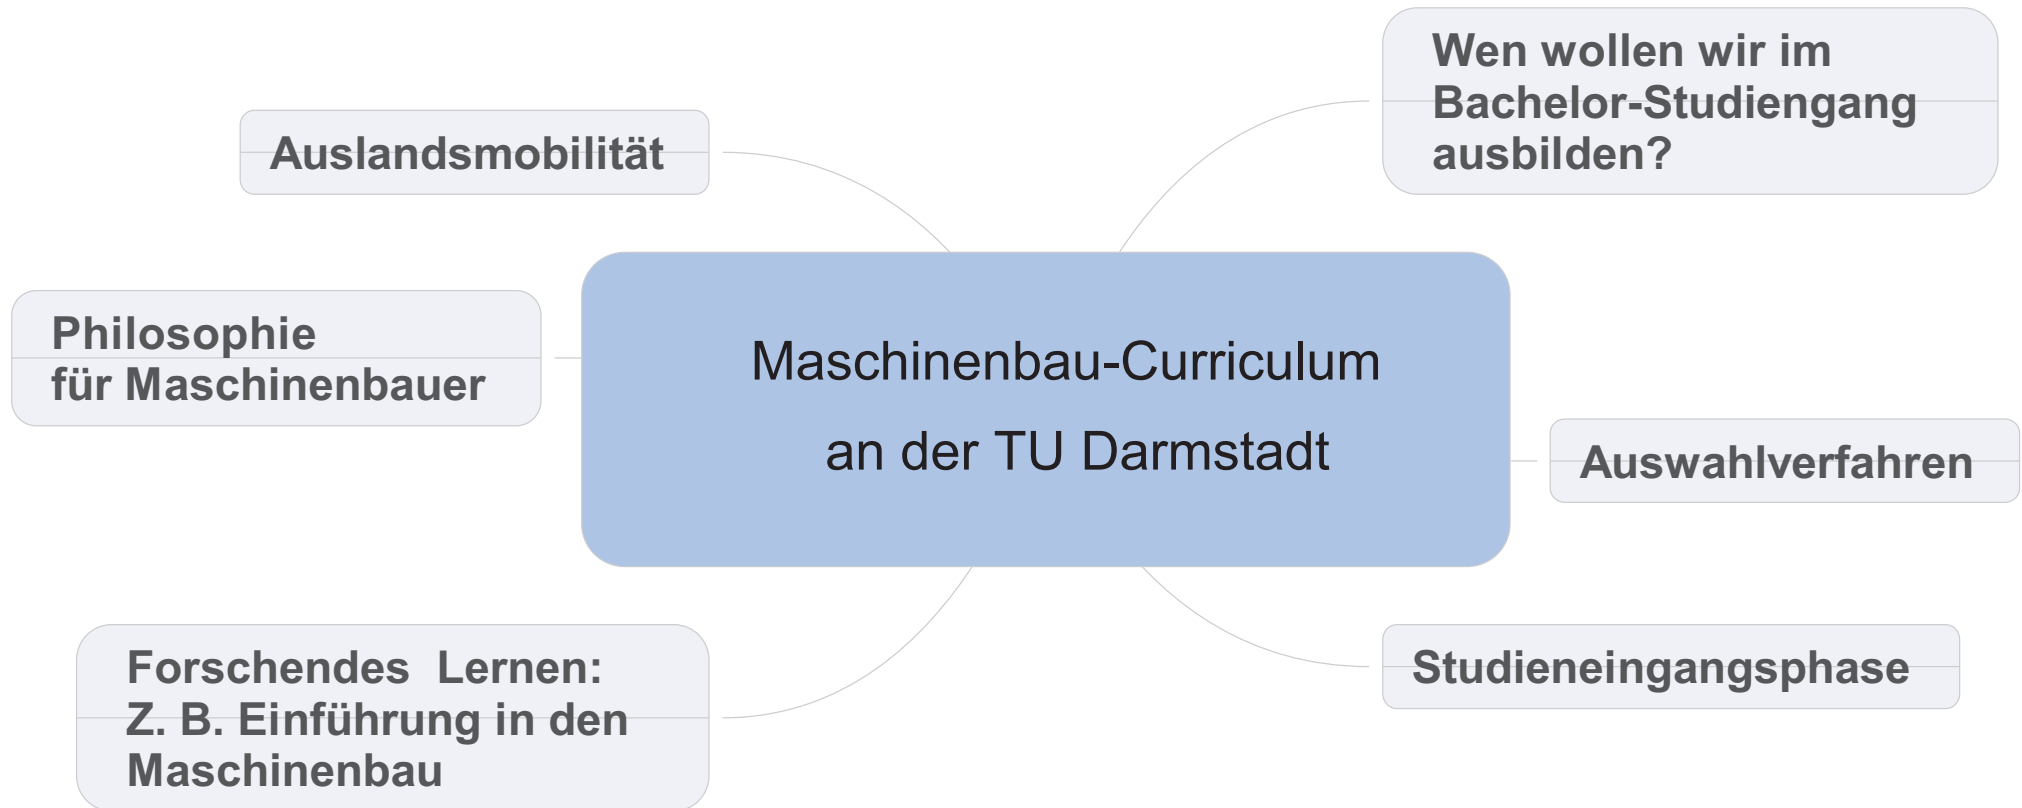 Wen wollen wir im
Bachelor-Studiengang
ausbilden?
Auslandsmobilität
Philosophie
für Maschinenbauer
Maschinenbau-Curriculum
an der TU Darmstadt
Auswahlverfahren
Forschendes  Lernen:
Z. B. Einführung in den
Maschinenbau
Studieneingangsphase